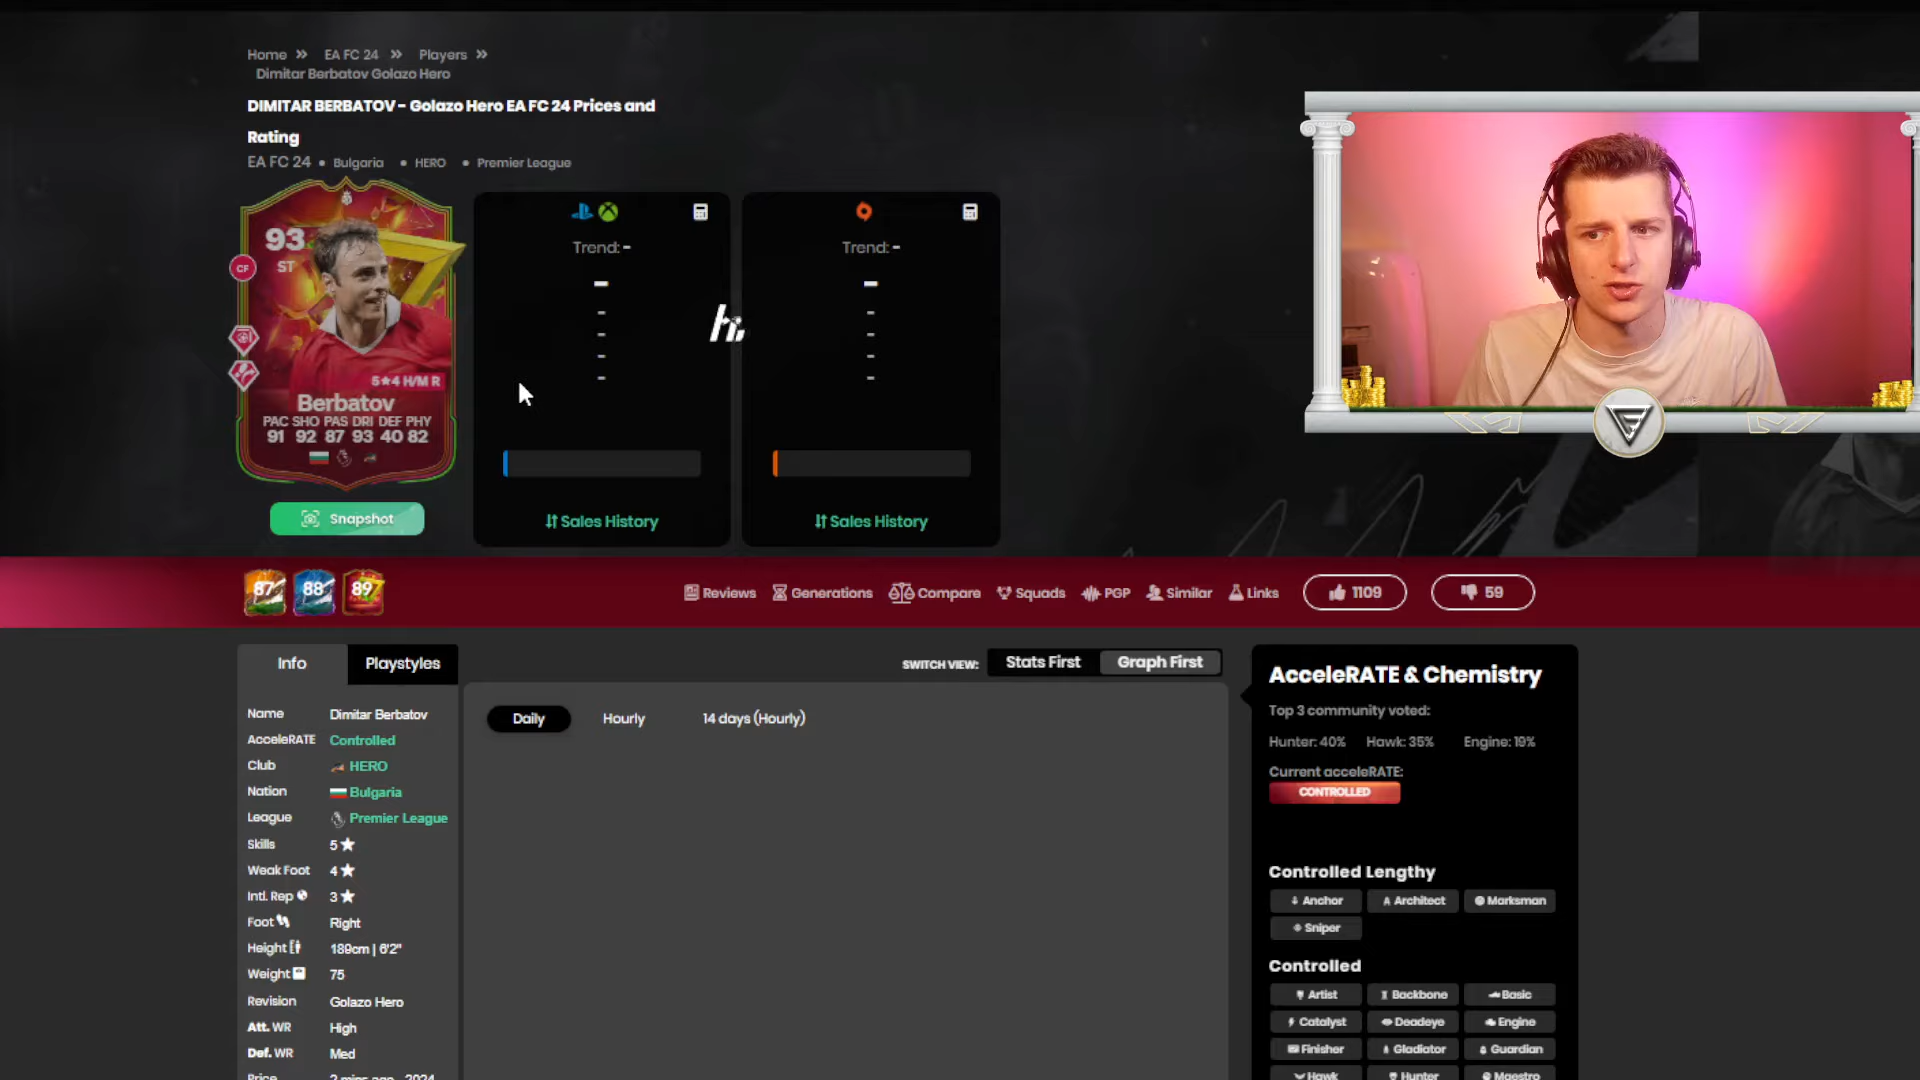 Home » EA FC 24 » Players »
Dimitar Berbatov Golazo Hero
DIMITAR BERBATOV - Golazo Hero EA FC 24 Prices and
Rating
EA FC 24 • Bulgaria • HERO • Premier League
93
ST
CF
5★4 H/M R
Berbatov
PAC SHO PAS DRI DEF PHY
91 92 87 93 40 82
Snapshot
Trend: -
-
-
-
-
-
Sales History
Trend: -
-
-
-
-
-
Sales History
87 88 89
Reviews Generations Compare Squads PGP Similar Links 1109 59
Info Playstyles
SWITCH VIEW: Stats First Graph First
Daily Hourly 14 days (Hourly)
Name Dimitar Berbatov
AcceleRATE Controlled
Club HERO
Nation Bulgaria
League Premier League
Skills 5 ★
Weak Foot 4 ★
Intl. Rep 3 ★
Foot Right
Height 189cm | 6'2"
Weight 75
Revision Golazo Hero
Att. WR High
Def. WR Med
Price 2 mins ago 2024
AcceleRATE & Chemistry
Top 3 community voted:
Hunter: 40% Hawk: 35% Engine: 19%
Current acceleRATE:
CONTROLLED
Controlled Lengthy
Anchor Architect Marksman
Sniper
Controlled
Artist Backbone Basic
Catalyst Deadeye Engine
Finisher Gladiator Guardian
Hawk Hunter Maestro